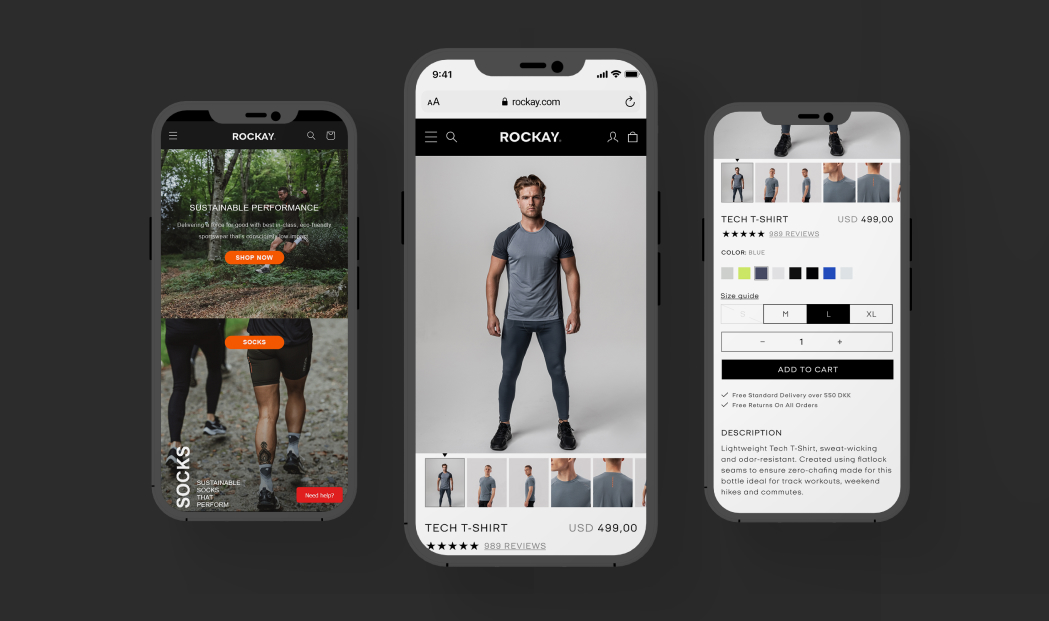 ROCKAY
SUSTAINABLE PERFORMANCE
Delivering a force for good with best in-class, eco-friendly
sportswear that's consciously low impact
SHOP NOW
SOCKS
SOCKS
SUSTAINABLE
SOCKS
THAT
PERFORM
Need help?
9:41
AA
rockay.com
ROCKAY
TECH T-SHIRT
USD 499,00
★★★★★ 989 REVIEWS
TECH T-SHIRT
USD 499,00
★★★★★ 989 REVIEWS
COLOR: BLUE
Size guide
S
M
L
XL
− 1 +
ADD TO CART
Free Standard Delivery over 550 DKK
Free Returns On All Orders
DESCRIPTION
Lightweight Tech T-Shirt, sweat-wicking
and odor-resistant. Created using flatlock
seams to ensure zero-chafing made for this
bottle ideal for track workouts, weekend
hikes and commutes.